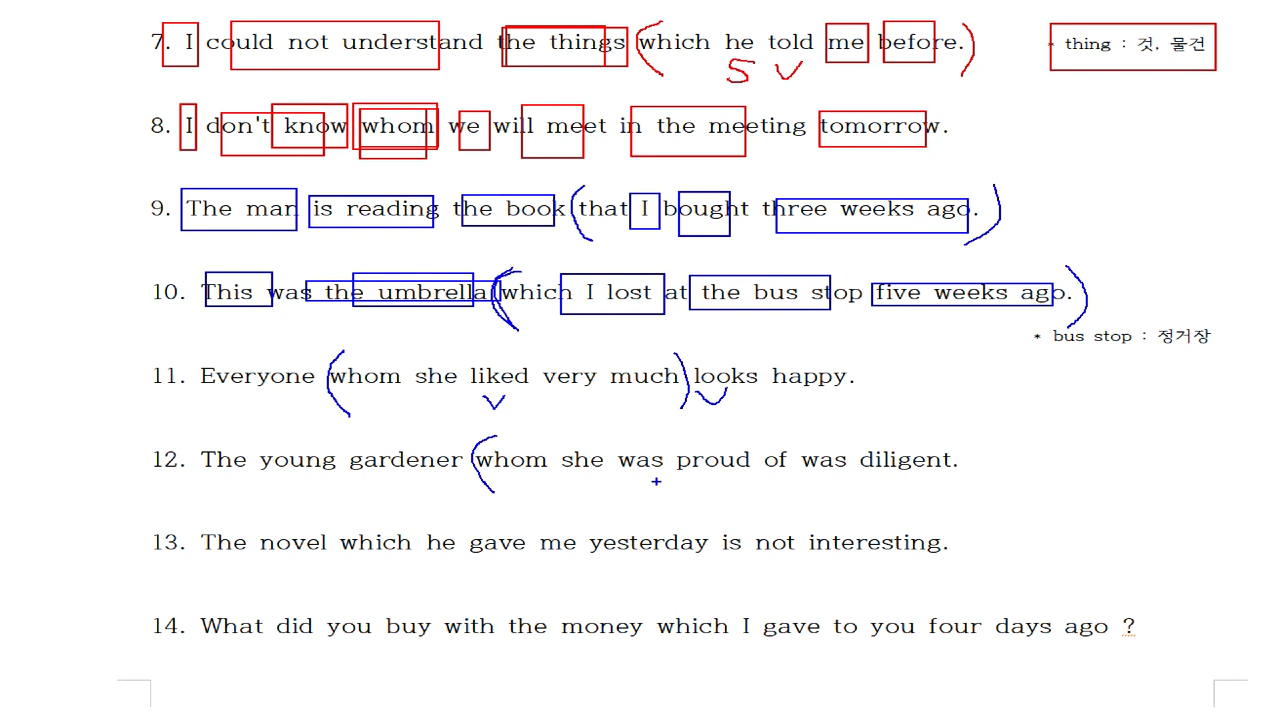 7. I could not understand the things which he told me before. * thing : 것, 물건
S V
8. I don't know whom we will meet in the meeting tomorrow.
9. The man is reading the book that I bought three weeks ago.
10. This was the umbrella which I lost at the bus stop five weeks ago.
* bus stop : 정거장
11. Everyone whom she liked very much looks happy.
12. The young gardener whom she was proud of was diligent.
13. The novel which he gave me yesterday is not interesting.
14. What did you buy with the money which I gave to you four days ago ?